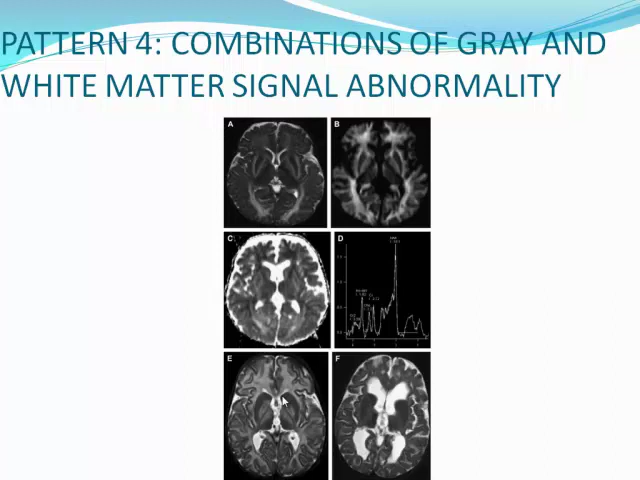 PATTERN 4: COMBINATIONS OF GRAY AND
WHITE MATTER SIGNAL ABNORMALITY
A
B
C
D
E
F